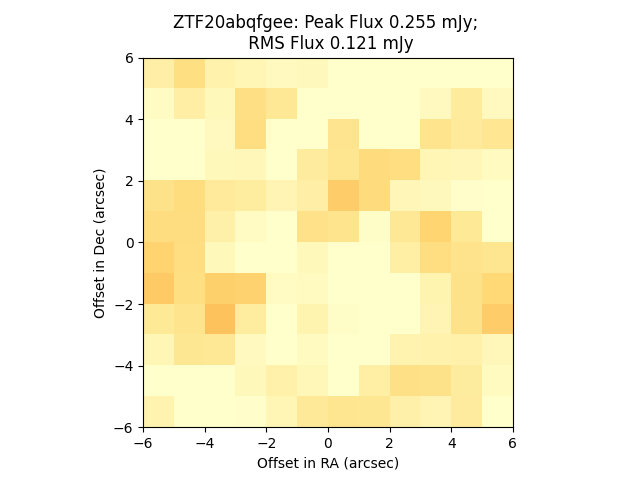 ZTF20abqfgee: Peak Flux 0.255 mJy;
RMS Flux 0.121 mJy
6
4
2
0
−2
−4
−6
Offset in Dec (arcsec)
−6 −4 −2 0 2 4 6
Offset in RA (arcsec)